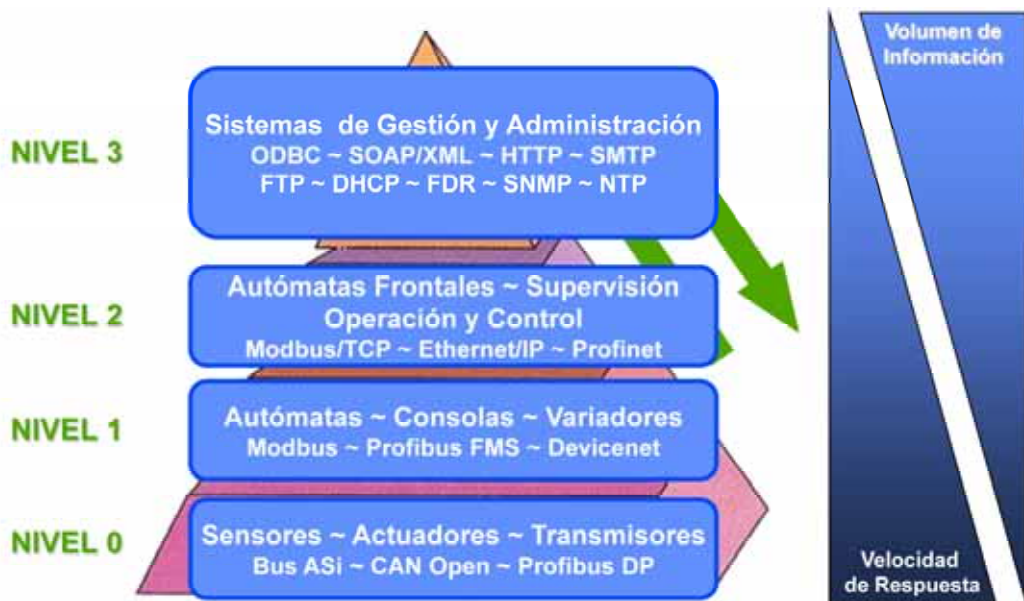 NIVEL 3
Sistemas de Gestión y Administración
ODBC ~ SOAP/XML ~ HTTP ~ SMTP
FTP ~ DHCP ~ FDR ~ SNMP ~ NTP
NIVEL 2
Autómatas Frontales ~ Supervisión
Operación y Control
Modbus/TCP ~ Ethernet/IP ~ Profinet
NIVEL 1
Autómatas ~ Consolas ~ Variadores
Modbus ~ Profibus FMS ~ Devicenet
NIVEL 0
Sensores ~ Actuadores ~ Transmisores
Bus ASi ~ CAN Open ~ Profibus DP
Volumen de
Información
Velocidad
de Respuesta